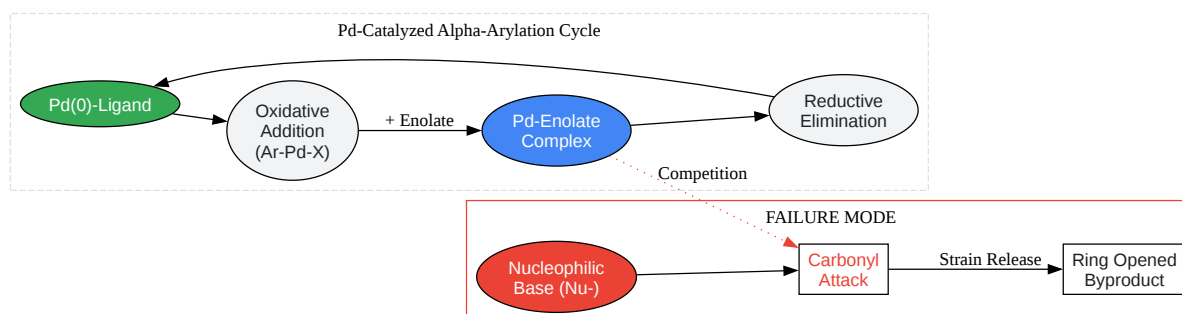 Pd-Catalyzed Alpha-Arylation Cycle
Pd(0)-Ligand
Oxidative
Addition
(Ar-Pd-X)
+ Enolate
Pd-Enolate
Complex
Reductive
Elimination
Competition
FAILURE MODE
Nucleophilic
Base (Nu-)
Carbonyl
Attack
Strain Release
Ring Opened
Byproduct